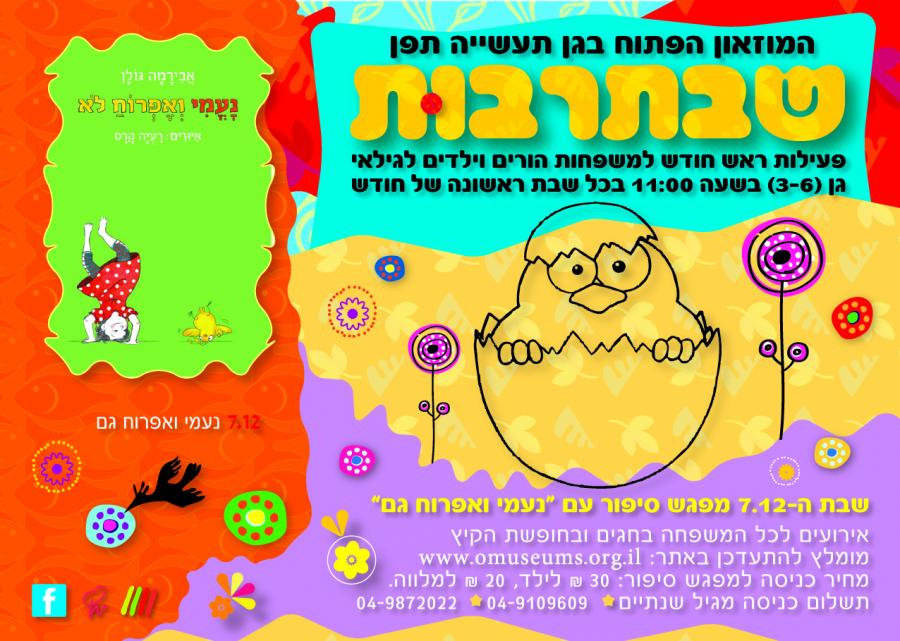 המוזאון הפתוח בגן תעשייה תפן
שבתרבות
פעילות ראש חודש למשפחות הורים וילדים לגילאי
גן (3-6) בשעה 11:00 בכל שבת ראשונה של חודש
אֲבִירָמָה גּוֹלָן
נָעֳמִי וְאֶפְרוֹחַ לֹא
אִיּוּרִים: רַעְיָה קָרָס
7.12 נעמי ואפרוח גם
שבת ה-7.12 מפגש סיפור עם "נעמי ואפרוח גם"
אירועים לכל המשפחה בחגים ובחופשת הקיץ
מומלץ להתעדכן באתר: www.omuseums.org.il
מחיר כניסה למפגש סיפור: 30 ₪ לילד, 20 ₪ למלווה.
תשלום כניסה מגיל שנתיים 04-9109609 04-9872022
f